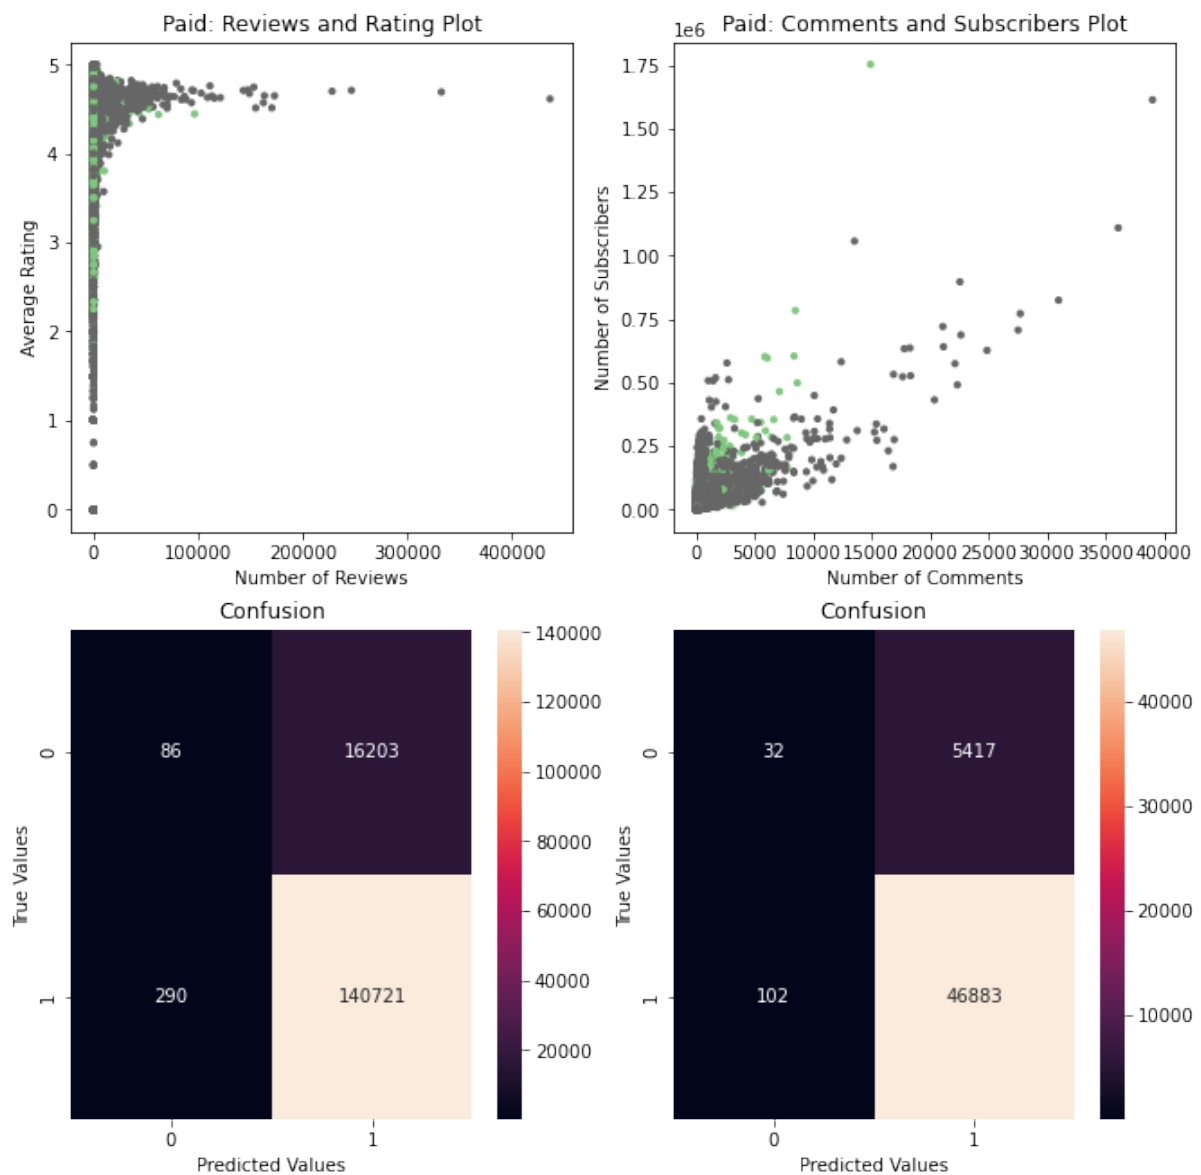 Paid: Reviews and Rating Plot
5
4
3
2
1
0
Average Rating
0 100000 200000 300000 400000
Number of Reviews
Paid: Comments and Subscribers Plot
1e6
1.75
1.50
1.25
1.00
0.75
0.50
0.25
0.00
Number of Subscribers
0 5000 10000 15000 20000 25000 30000 35000 40000
Number of Comments
Confusion
86 16203
290 140721
0
1
True Values
0 1
Predicted Values
140000
120000
100000
80000
60000
40000
20000
Confusion
32 5417
102 46883
0
1
True Values
0 1
Predicted Values
40000
30000
20000
10000